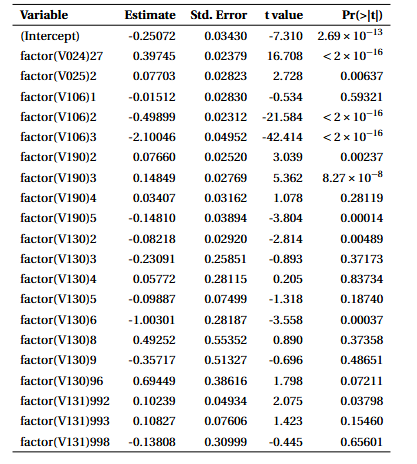 Variable Estimate Std. Error t value Pr(>|t|)
(Intercept) -0.25072 0.03430 -7.310 2.69 × 10⁻¹³
factor(V024)27 0.39745 0.02379 16.708 < 2 × 10⁻¹⁶
factor(V025)2 0.07703 0.02823 2.728 0.00637
factor(V106)1 -0.01512 0.02830 -0.534 0.59321
factor(V106)2 -0.49899 0.02312 -21.584 < 2 × 10⁻¹⁶
factor(V106)3 -2.10046 0.04952 -42.414 < 2 × 10⁻¹⁶
factor(V190)2 0.07660 0.02520 3.039 0.00237
factor(V190)3 0.14849 0.02769 5.362 8.27 × 10⁻⁸
factor(V190)4 0.03407 0.03162 1.078 0.28119
factor(V190)5 -0.14810 0.03894 -3.804 0.00014
factor(V130)2 -0.08218 0.02920 -2.814 0.00489
factor(V130)3 -0.23091 0.25851 -0.893 0.37173
factor(V130)4 0.05772 0.28115 0.205 0.83734
factor(V130)5 -0.09887 0.07499 -1.318 0.18740
factor(V130)6 -1.00301 0.28187 -3.558 0.00037
factor(V130)8 0.49252 0.55352 0.890 0.37358
factor(V130)9 -0.35717 0.51327 -0.696 0.48651
factor(V130)96 0.69449 0.38616 1.798 0.07211
factor(V131)992 0.10239 0.04934 2.075 0.03798
factor(V131)993 0.10827 0.07606 1.423 0.15460
factor(V131)998 -0.13808 0.30999 -0.445 0.65601